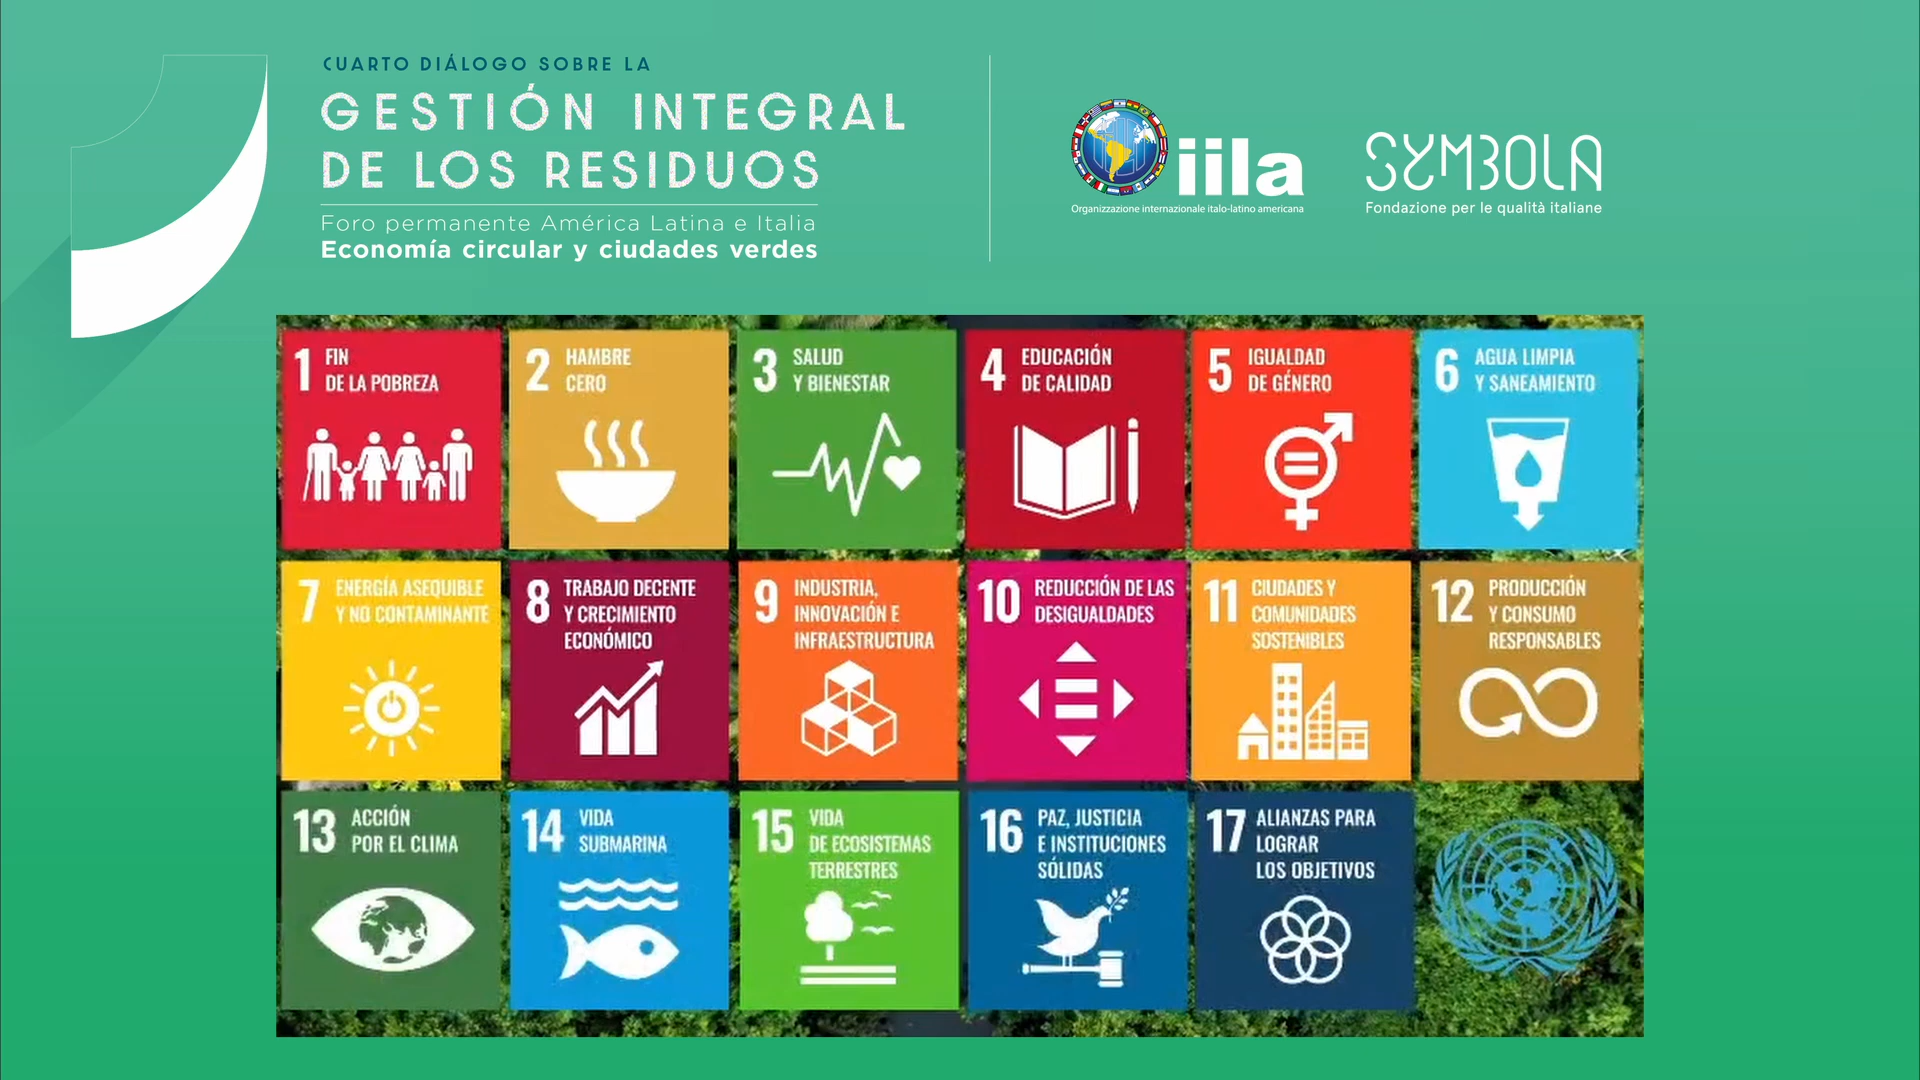 CUARTO DIÁLOGO SOBRE LA
GESTIÓN INTEGRAL
DE LOS RESIDUOS
Foro permanente América Latina e Italia
Economía circular y ciudades verdes
iila
Organizzazione internazionale italo-latino americana
SYMBOLA
Fondazione per le qualità italiane
1 FIN
DE LA POBREZA
2 HAMBRE
CERO
3 SALUD
Y BIENESTAR
4 EDUCACIÓN
DE CALIDAD
5 IGUALDAD
DE GÉNERO
6 AGUA LIMPIA
Y SANEAMIENTO
7 ENERGÍA ASEQUIBLE
Y NO CONTAMINANTE
8 TRABAJO DECENTE
Y CRECIMIENTO
ECONÓMICO
9 INDUSTRIA,
INNOVACIÓN E
INFRAESTRUCTURA
10 REDUCCIÓN DE LAS
DESIGUALDADES
11 CIUDADES Y
COMUNIDADES
SOSTENIBLES
12 PRODUCCIÓN
Y CONSUMO
RESPONSABLES
13 ACCIÓN
POR EL CLIMA
14 VIDA
SUBMARINA
15 VIDA
DE ECOSISTEMAS
TERRESTRES
16 PAZ, JUSTICIA
E INSTITUCIONES
SÓLIDAS
17 ALIANZAS PARA
LOGRAR
LOS OBJETIVOS